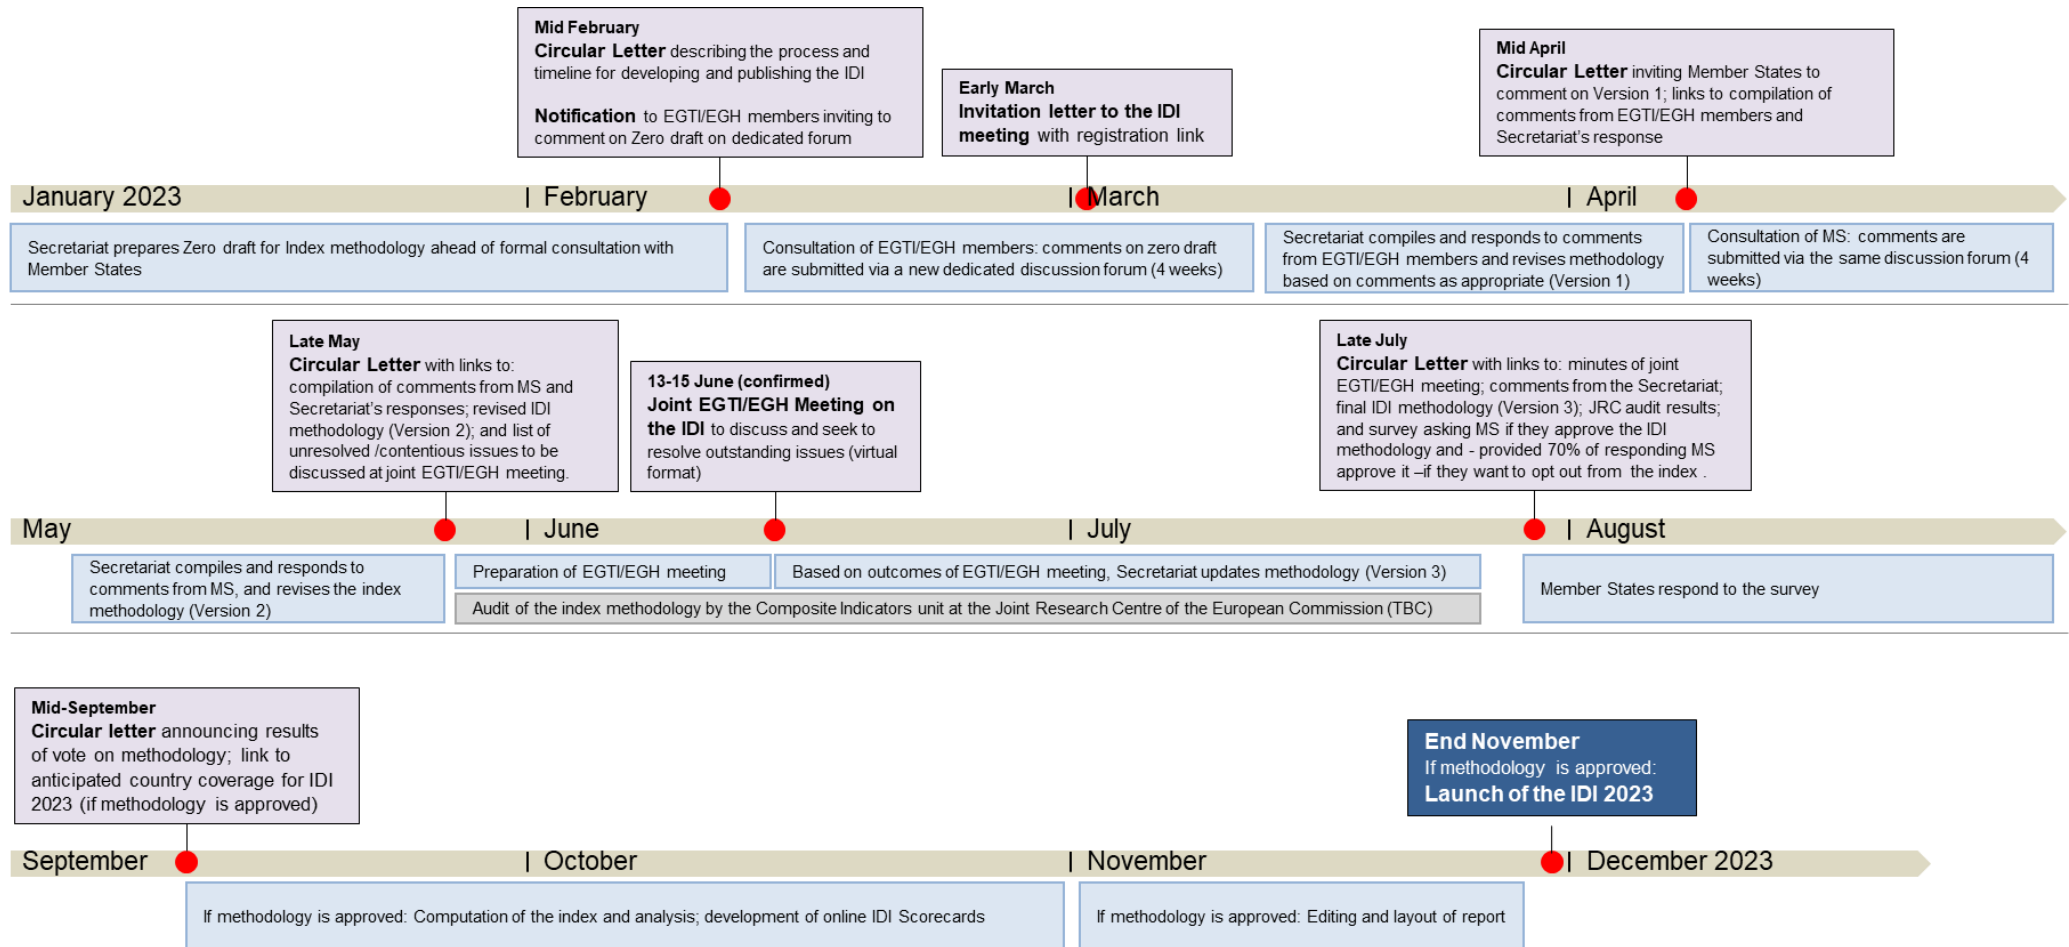 Mid February
Circular Letter describing the process and
timeline for developing and publishing the IDI
Notification to EGTI/EGH members inviting to
comment on Zero draft on dedicated forum
Early March
Invitation letter to the IDI
meeting with registration link
Mid April
Circular Letter inviting Member States to
comment on Version 1; links to compilation of
comments from EGTI/EGH members and
Secretariat's response
January 2023 | February | March | April
Secretariat prepares Zero draft for Index methodology ahead of formal consultation with
Member States
Consultation of EGTI/EGH members: comments on zero draft
are submitted via a new dedicated discussion forum (4 weeks)
Secretariat compiles and responds to comments
from EGTI/EGH members and revises methodology
based on comments as appropriate (Version 1)
Consultation of MS: comments are
submitted via the same discussion forum (4
weeks)
Late May
Circular Letter with links to:
compilation of comments from MS and
Secretariat's responses; revised IDI
methodology (Version 2); and list of
unresolved /contentious issues to be
discussed at joint EGTI/EGH meeting.
13-15 June (confirmed)
Joint EGTI/EGH Meeting on
the IDI to discuss and seek to
resolve outstanding issues (virtual
format)
Late July
Circular Letter with links to: minutes of joint
EGTI/EGH meeting; comments from the Secretariat;
final IDI methodology (Version 3); JRC audit results;
and survey asking MS if they approve the IDI
methodology and - provided 70% of responding MS
approve it –if they want to opt out from the index .
May | June | July | August
Secretariat compiles and responds to
comments from MS, and revises the index
methodology (Version 2)
Preparation of EGTI/EGH meeting
Based on outcomes of EGTI/EGH meeting, Secretariat updates methodology (Version 3)
Audit of the index methodology by the Composite Indicators unit at the Joint Research Centre of the European Commission (TBC)
Member States respond to the survey
Mid-September
Circular letter announcing results
of vote on methodology; link to
anticipated country coverage for IDI
2023 (if methodology is approved)
End November
If methodology is approved:
Launch of the IDI 2023
September | October | November | December 2023
If methodology is approved: Computation of the index and analysis; development of online IDI Scorecards
If methodology is approved: Editing and layout of report